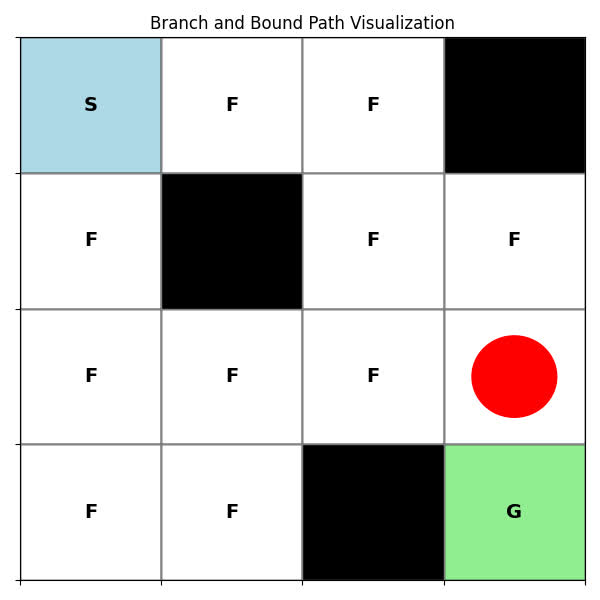 Branch and Bound Path Visualization
S F F
F F F
F F F
F F G